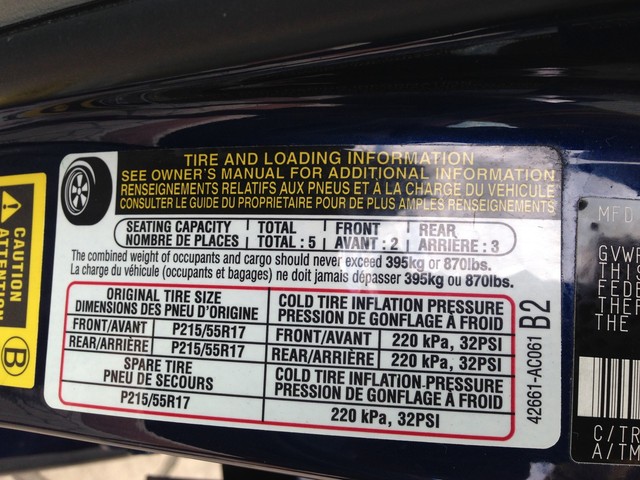 CAUTION
ATTENTION
B
TIRE AND LOADING INFORMATION
SEE OWNER'S MANUAL FOR ADDITIONAL INFORMATION
RENSEIGNEMENTS RELATIFS AUX PNEUS ET À LA CHARGE DU VÉHICULE
CONSULTER LE GUIDE DU PROPRIETAIRE POUR DE PLUS AMPLES RENSEIGNEMENTS
SEATING CAPACITY TOTAL FRONT REAR
NOMBRE DE PLACES TOTAL : 5 AVANT : 2 ARRIÈRE : 3
The combined weight of occupants and cargo should never exceed 395kg or 870lbs.
La charge du véhicule (occupants et bagages) ne doit jamais dépasser 395kg ou 870lbs.
ORIGINAL TIRE SIZE COLD TIRE INFLATION PRESSURE
DIMENSIONS DES PNEU D'ORIGINE PRESSION DE GONFLAGE À FROID
FRONT/AVANT P215/55R17 FRONT/AVANT 220 kPa, 32PSI
REAR/ARRIÈRE P215/55R17 REAR/ARRIÈRE 220 kPa, 32PSI
SPARE TIRE COLD TIRE INFLATION PRESSURE
PNEU DE SECOURS PRESSION DE GONFLAGE À FROID
P215/55R17 220 kPa, 32PSI
42661-AC061 B2
MFD
GVWR
THIS
FEDE
THEF
THE
C/TR
A/TM